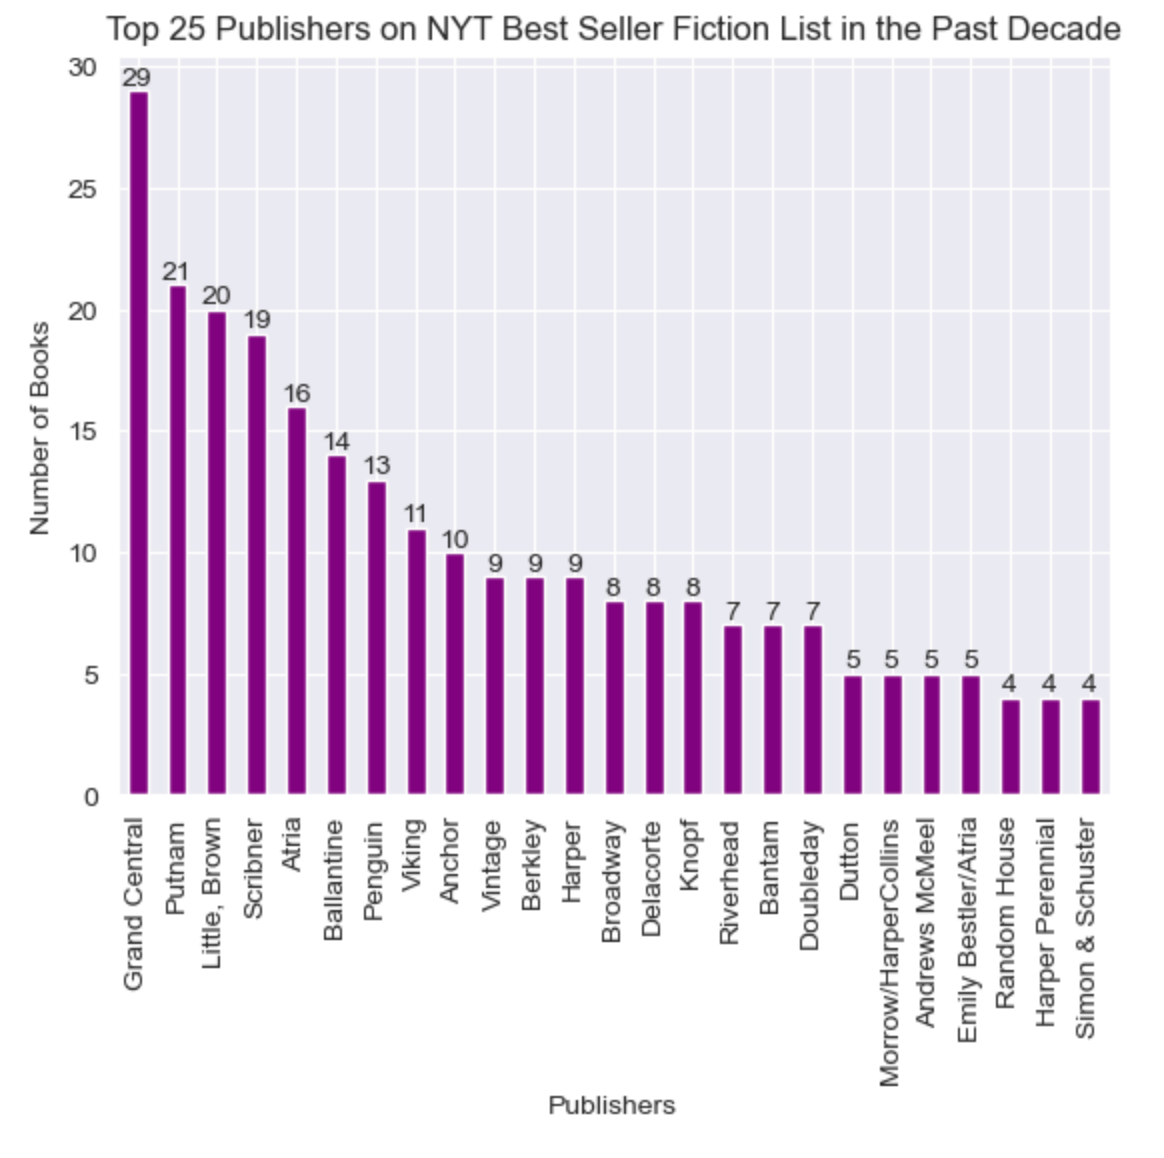 Top 25 Publishers on NYT Best Seller Fiction List in the Past Decade
30
25
20
15
10
5
0
Number of Books
29
21
20
19
16
14
13
11
10
9
9
9
8
8
8
7
7
7
5
5
5
5
4
4
4
Grand Central
Putnam
Little, Brown
Scribner
Atria
Ballantine
Penguin
Viking
Anchor
Vintage
Berkley
Harper
Broadway
Delacorte
Knopf
Riverhead
Bantam
Doubleday
Dutton
Morrow/HarperCollins
Andrews McMeel
Emily Bestler/Atria
Random House
Harper Perennial
Simon & Schuster
Publishers